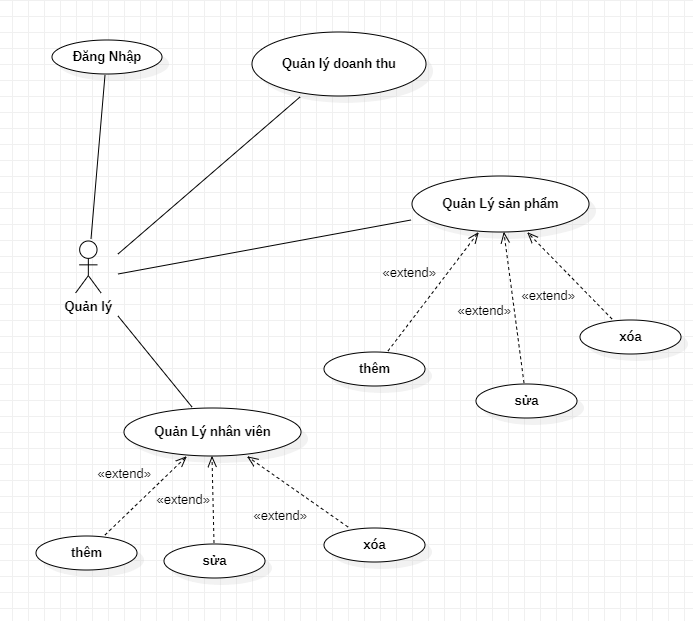 Đăng Nhập
Quản lý doanh thu
Quản Lý sản phẩm
«extend»
«extend»
«extend»
Quản lý
xóa
thêm
sửa
Quản Lý nhân viên
«extend»
«extend»
«extend»
thêm
sửa
xóa